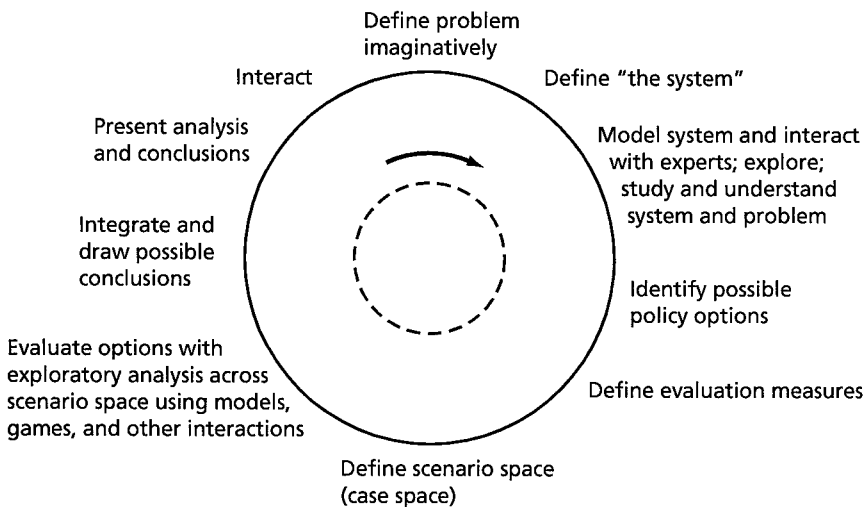 Define problem
imaginatively
Define “the system”
Model system and interact
with experts; explore;
study and understand
system and problem
Identify possible
policy options
Define evaluation measures
Define scenario space
(case space)
Evaluate options with
exploratory analysis across
scenario space using models,
games, and other interactions
Integrate and
draw possible
conclusions
Present analysis
and conclusions
Interact